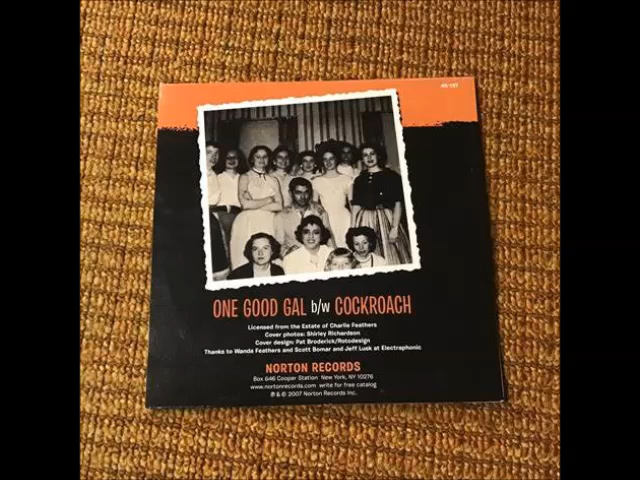 ONE GOOD GAL b/w COCKROACH
Licensed from the Estate of Charlie Feathers
Cover photos: Shirley Richardson
Cover design: Pat Broderick/Rotodesign
Thanks to Wanda Feathers and Scott Bomar and Jeff Lusk at Electraphonic
NORTON RECORDS
Box 646 Cooper Station New York, NY 10276
www.nortonrecords.com write for free catalog
℗ & © 2007 Norton Records Inc.